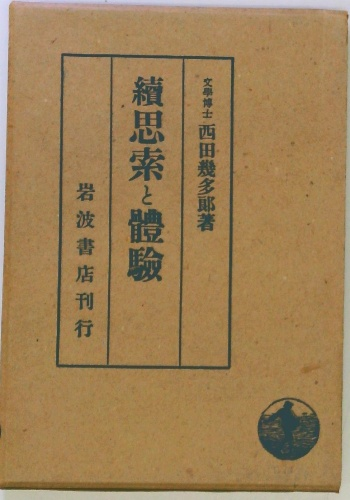 文學博士 西田幾多郎著
續思索と體驗
岩波書店刊行